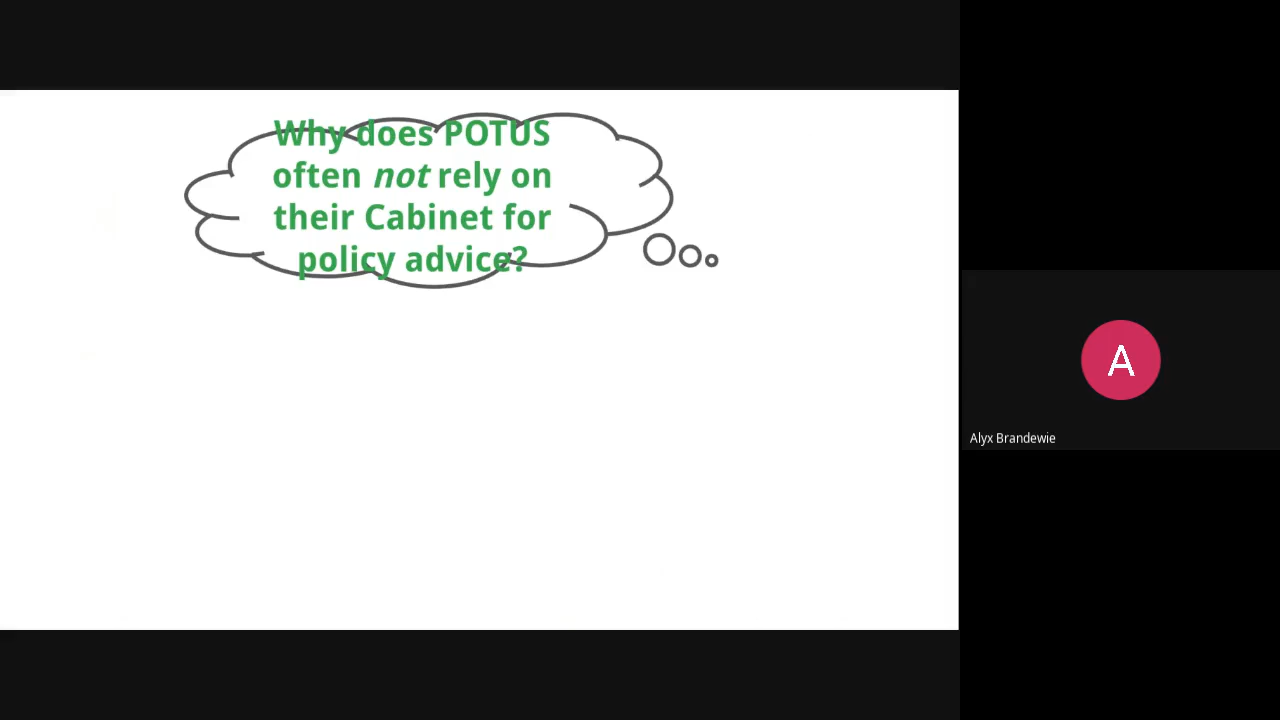 Why does POTUS
often not rely on
their Cabinet for
policy advice?
A
Alyx Brandewie